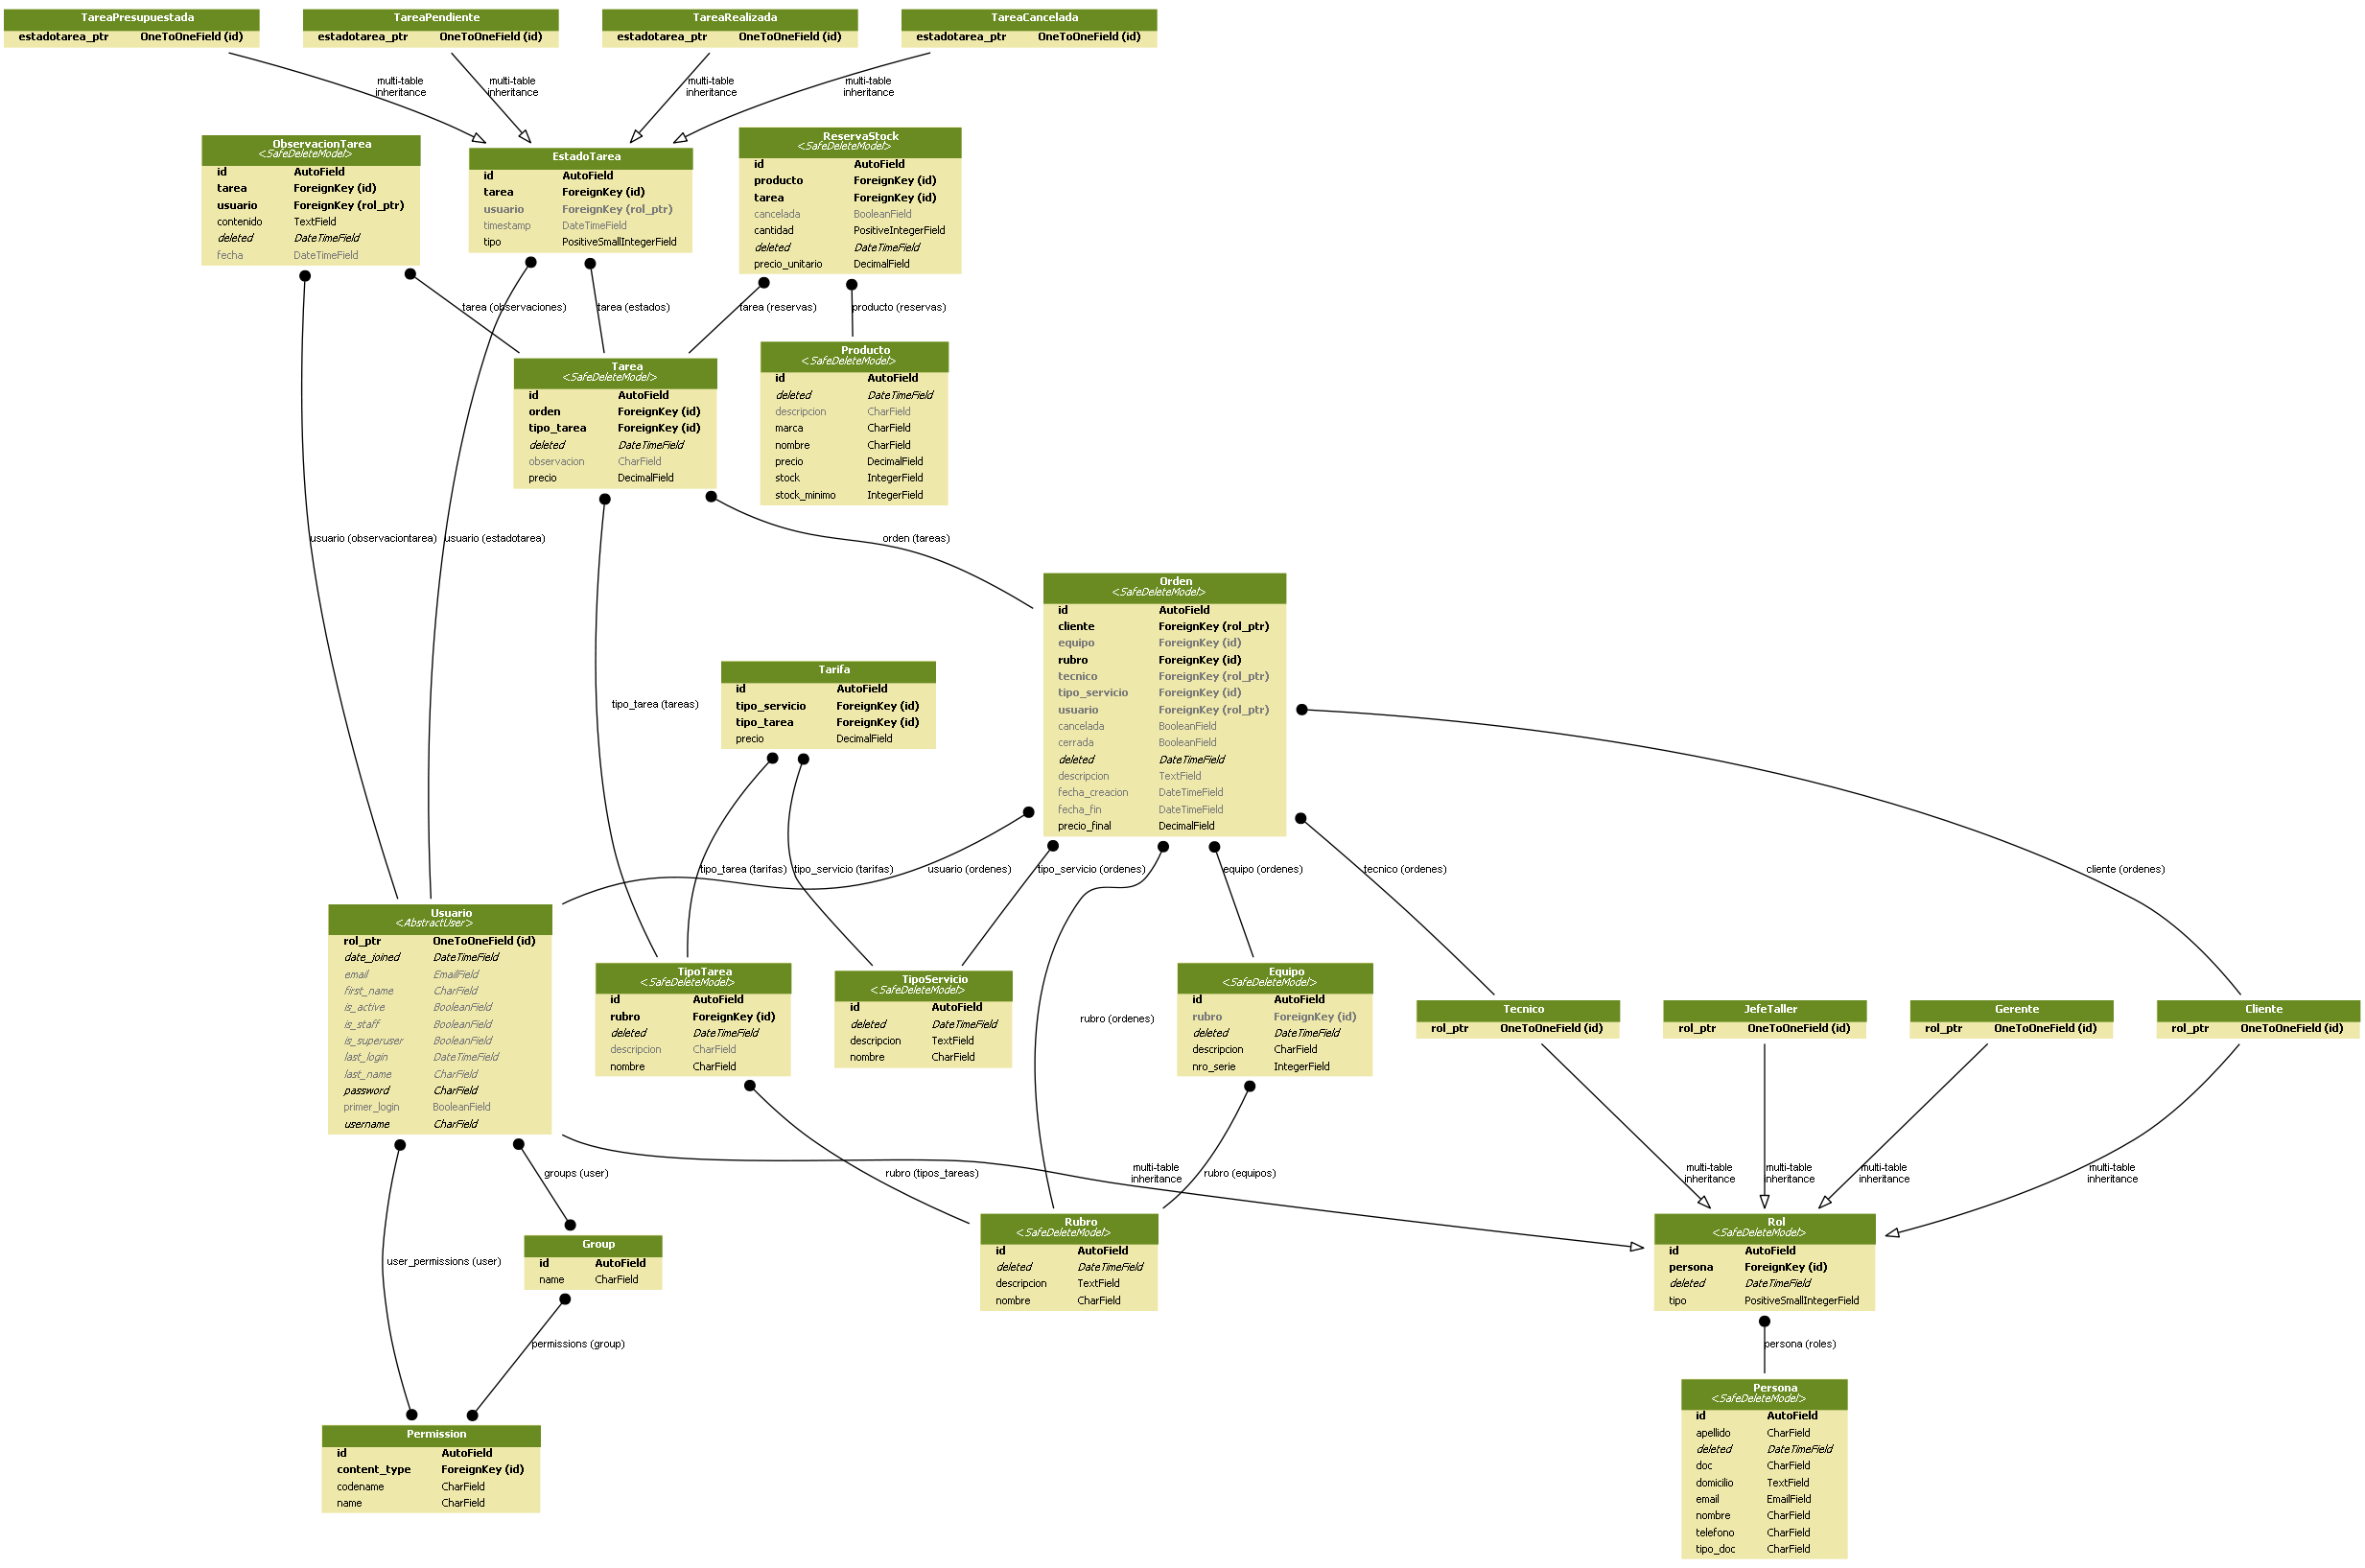 TareaPresupuestada
estadotarea_ptr OneToOneField (id)
TareaPendiente
estadotarea_ptr OneToOneField (id)
TareaRealizada
estadotarea_ptr OneToOneField (id)
TareaCancelada
estadotarea_ptr OneToOneField (id)
multi-table
inheritance
multi-table
inheritance
multi-table
inheritance
multi-table
inheritance
ObservacionTarea
<SafeDeleteModel>
id AutoField
tarea ForeignKey (id)
usuario ForeignKey (rol_ptr)
contenido TextField
deleted DateTimeField
fecha DateTimeField
EstadoTarea
id AutoField
tarea ForeignKey (id)
usuario ForeignKey (rol_ptr)
timestamp DateTimeField
tipo PositiveSmallIntegerField
ReservaStock
<SafeDeleteModel>
id AutoField
producto ForeignKey (id)
tarea ForeignKey (id)
cancelada BooleanField
cantidad PositiveIntegerField
deleted DateTimeField
precio_unitario DecimalField
tarea (observaciones)
tarea (estados)
tarea (reservas)
producto (reservas)
Tarea
<SafeDeleteModel>
id AutoField
orden ForeignKey (id)
tipo_tarea ForeignKey (id)
deleted DateTimeField
observacion CharField
precio DecimalField
Producto
<SafeDeleteModel>
id AutoField
deleted DateTimeField
descripcion CharField
marca CharField
nombre CharField
precio DecimalField
stock IntegerField
stock_minimo IntegerField
usuario (observaciontarea)
usuario (estadotarea)
orden (tareas)
Orden
<SafeDeleteModel>
id AutoField
cliente ForeignKey (rol_ptr)
equipo ForeignKey (id)
rubro ForeignKey (id)
tecnico ForeignKey (rol_ptr)
tipo_servicio ForeignKey (id)
usuario ForeignKey (rol_ptr)
cancelada BooleanField
cerrada BooleanField
deleted DateTimeField
descripcion TextField
fecha_creacion DateTimeField
fecha_fin DateTimeField
precio_final DecimalField
Tarifa
id AutoField
tipo_servicio ForeignKey (id)
tipo_tarea ForeignKey (id)
precio DecimalField
tipo_tarea (tareas)
tipo_tarea (tarifas)
tipo_servicio (tarifas)
usuario (ordenes)
tipo_servicio (ordenes)
equipo (ordenes)
tecnico (ordenes)
cliente (ordenes)
Usuario
<AbstractUser>
rol_ptr OneToOneField (id)
date_joined DateTimeField
email EmailField
first_name CharField
is_active BooleanField
is_staff BooleanField
is_superuser BooleanField
last_login DateTimeField
last_name CharField
password CharField
primer_login BooleanField
username CharField
TipoTarea
<SafeDeleteModel>
id AutoField
rubro ForeignKey (id)
deleted DateTimeField
descripcion CharField
nombre CharField
TipoServicio
<SafeDeleteModel>
id AutoField
deleted DateTimeField
descripcion TextField
nombre CharField
rubro (ordenes)
Equipo
<SafeDeleteModel>
id AutoField
rubro ForeignKey (id)
deleted DateTimeField
descripcion CharField
nro_serie IntegerField
Tecnico
rol_ptr OneToOneField (id)
JefeTaller
rol_ptr OneToOneField (id)
Gerente
rol_ptr OneToOneField (id)
Cliente
rol_ptr OneToOneField (id)
groups (user)
rubro (tipos_tareas)
multi-table
inheritance
rubro (equipos)
multi-table
inheritance
multi-table
inheritance
multi-table
inheritance
multi-table
inheritance
user_permissions (user)
Group
id AutoField
name CharField
Rubro
<SafeDeleteModel>
id AutoField
deleted DateTimeField
descripcion TextField
nombre CharField
Rol
<SafeDeleteModel>
id AutoField
persona ForeignKey (id)
deleted DateTimeField
tipo PositiveSmallIntegerField
permissions (group)
persona (roles)
Permission
id AutoField
content_type ForeignKey (id)
codename CharField
name CharField
Persona
<SafeDeleteModel>
id AutoField
apellido CharField
deleted DateTimeField
doc CharField
domicilio TextField
email EmailField
nombre CharField
telefono CharField
tipo_doc CharField